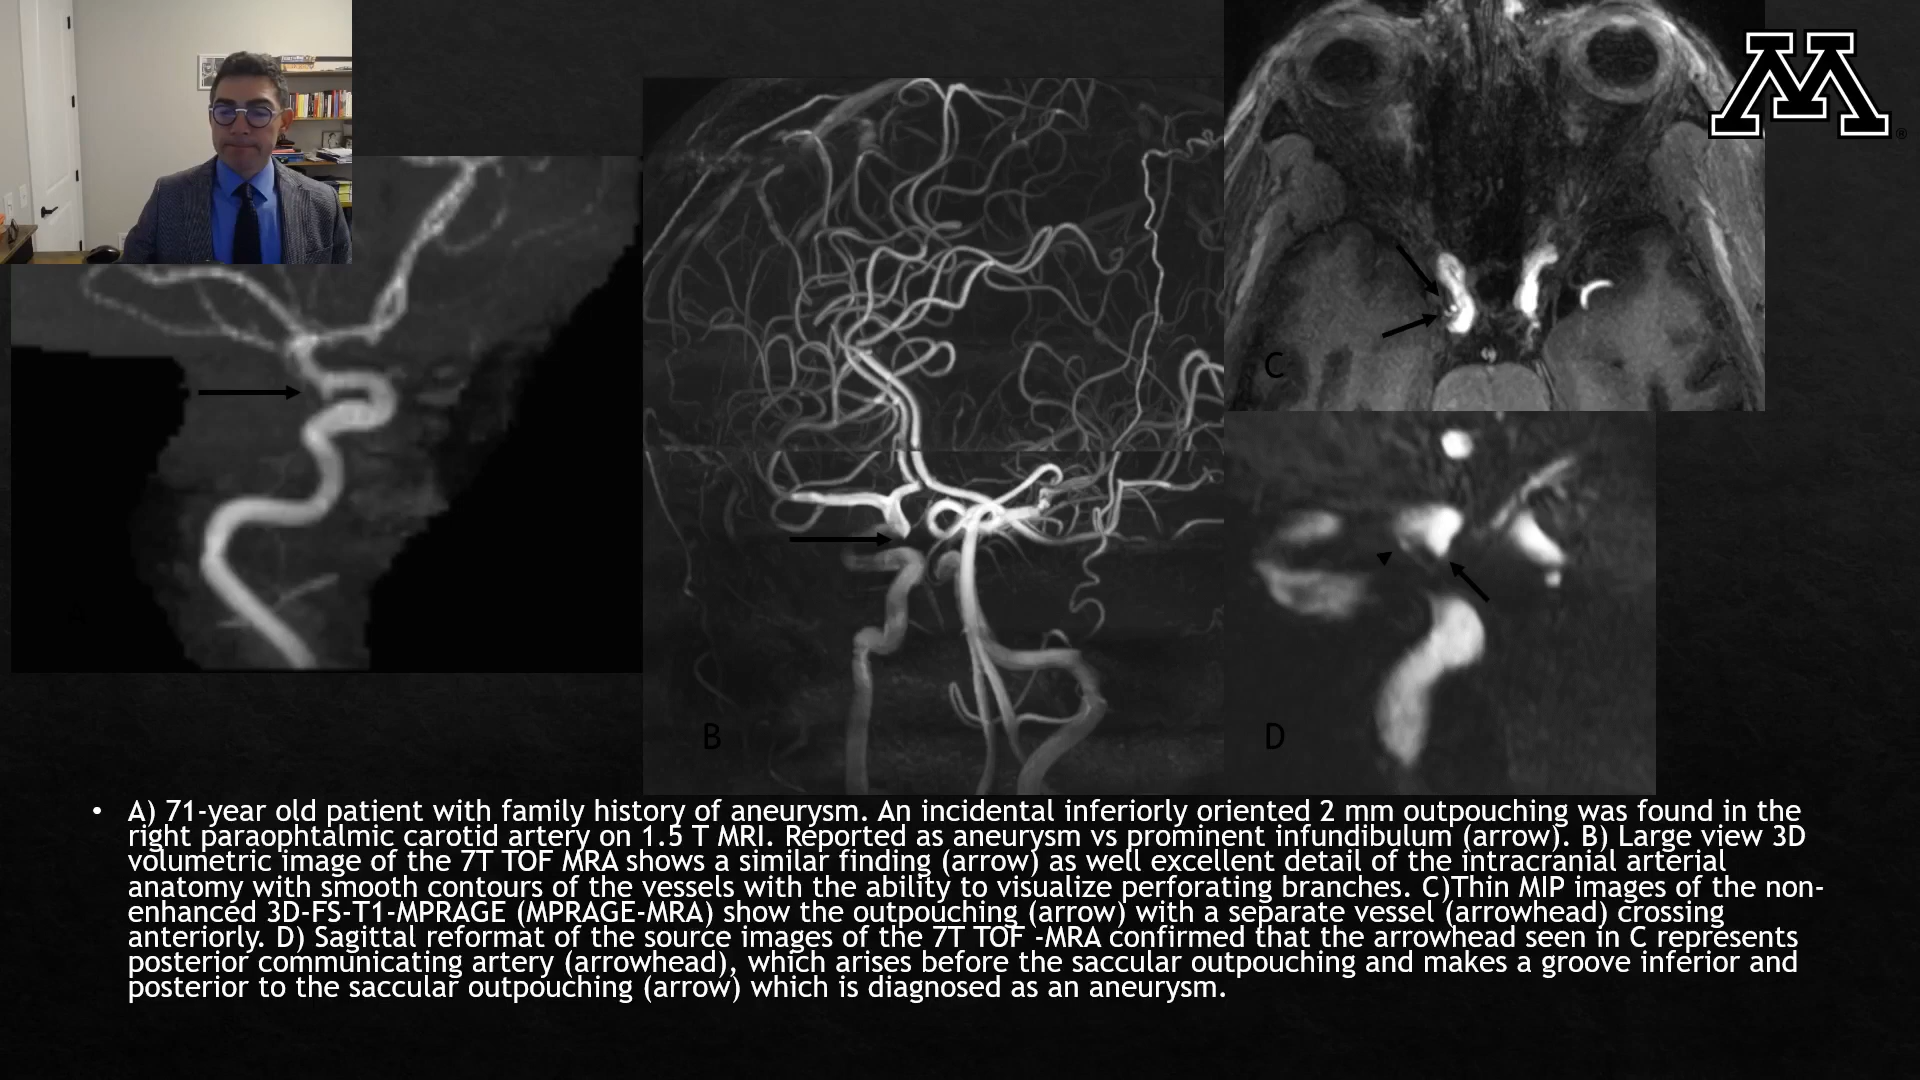 M
®
C
B
D
• A) 71-year old patient with family history of aneurysm. An incidental inferiorly oriented 2 mm outpouching was found in the
right paraophtalmic carotid artery on 1.5 T MRI. Reported as aneurysm vs prominent infundibulum (arrow). B) Large view 3D
volumetric image of the 7T TOF MRA shows a similar finding (arrow) as well excellent detail of the intracranial arterial
anatomy with smooth contours of the vessels with the ability to visualize perforating branches. C)Thin MIP images of the non-
enhanced 3D-FS-T1-MPRAGE (MPRAGE-MRA) show the outpouching (arrow) with a separate vessel (arrowhead) crossing
anteriorly. D) Sagittal reformat of the source images of the 7T TOF -MRA confirmed that the arrowhead seen in C represents
posterior communicating artery (arrowhead), which arises before the saccular outpouching and makes a groove inferior and
posterior to the saccular outpouching (arrow) which is diagnosed as an aneurysm.